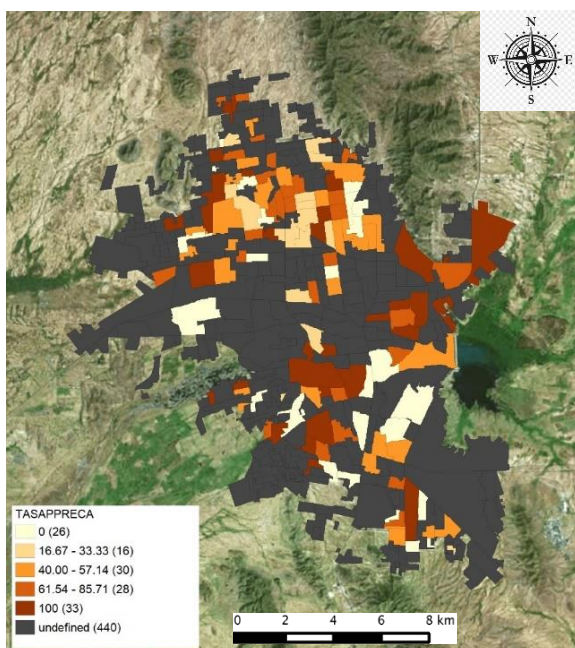 N
W E
S
TASAPPRECA
0 (26)
16.67 - 33.33 (16)
40.00 - 57.14 (30)
61.54 - 85.71 (28)
100 (33)
undefined (440)
0 2 4 6 8 km